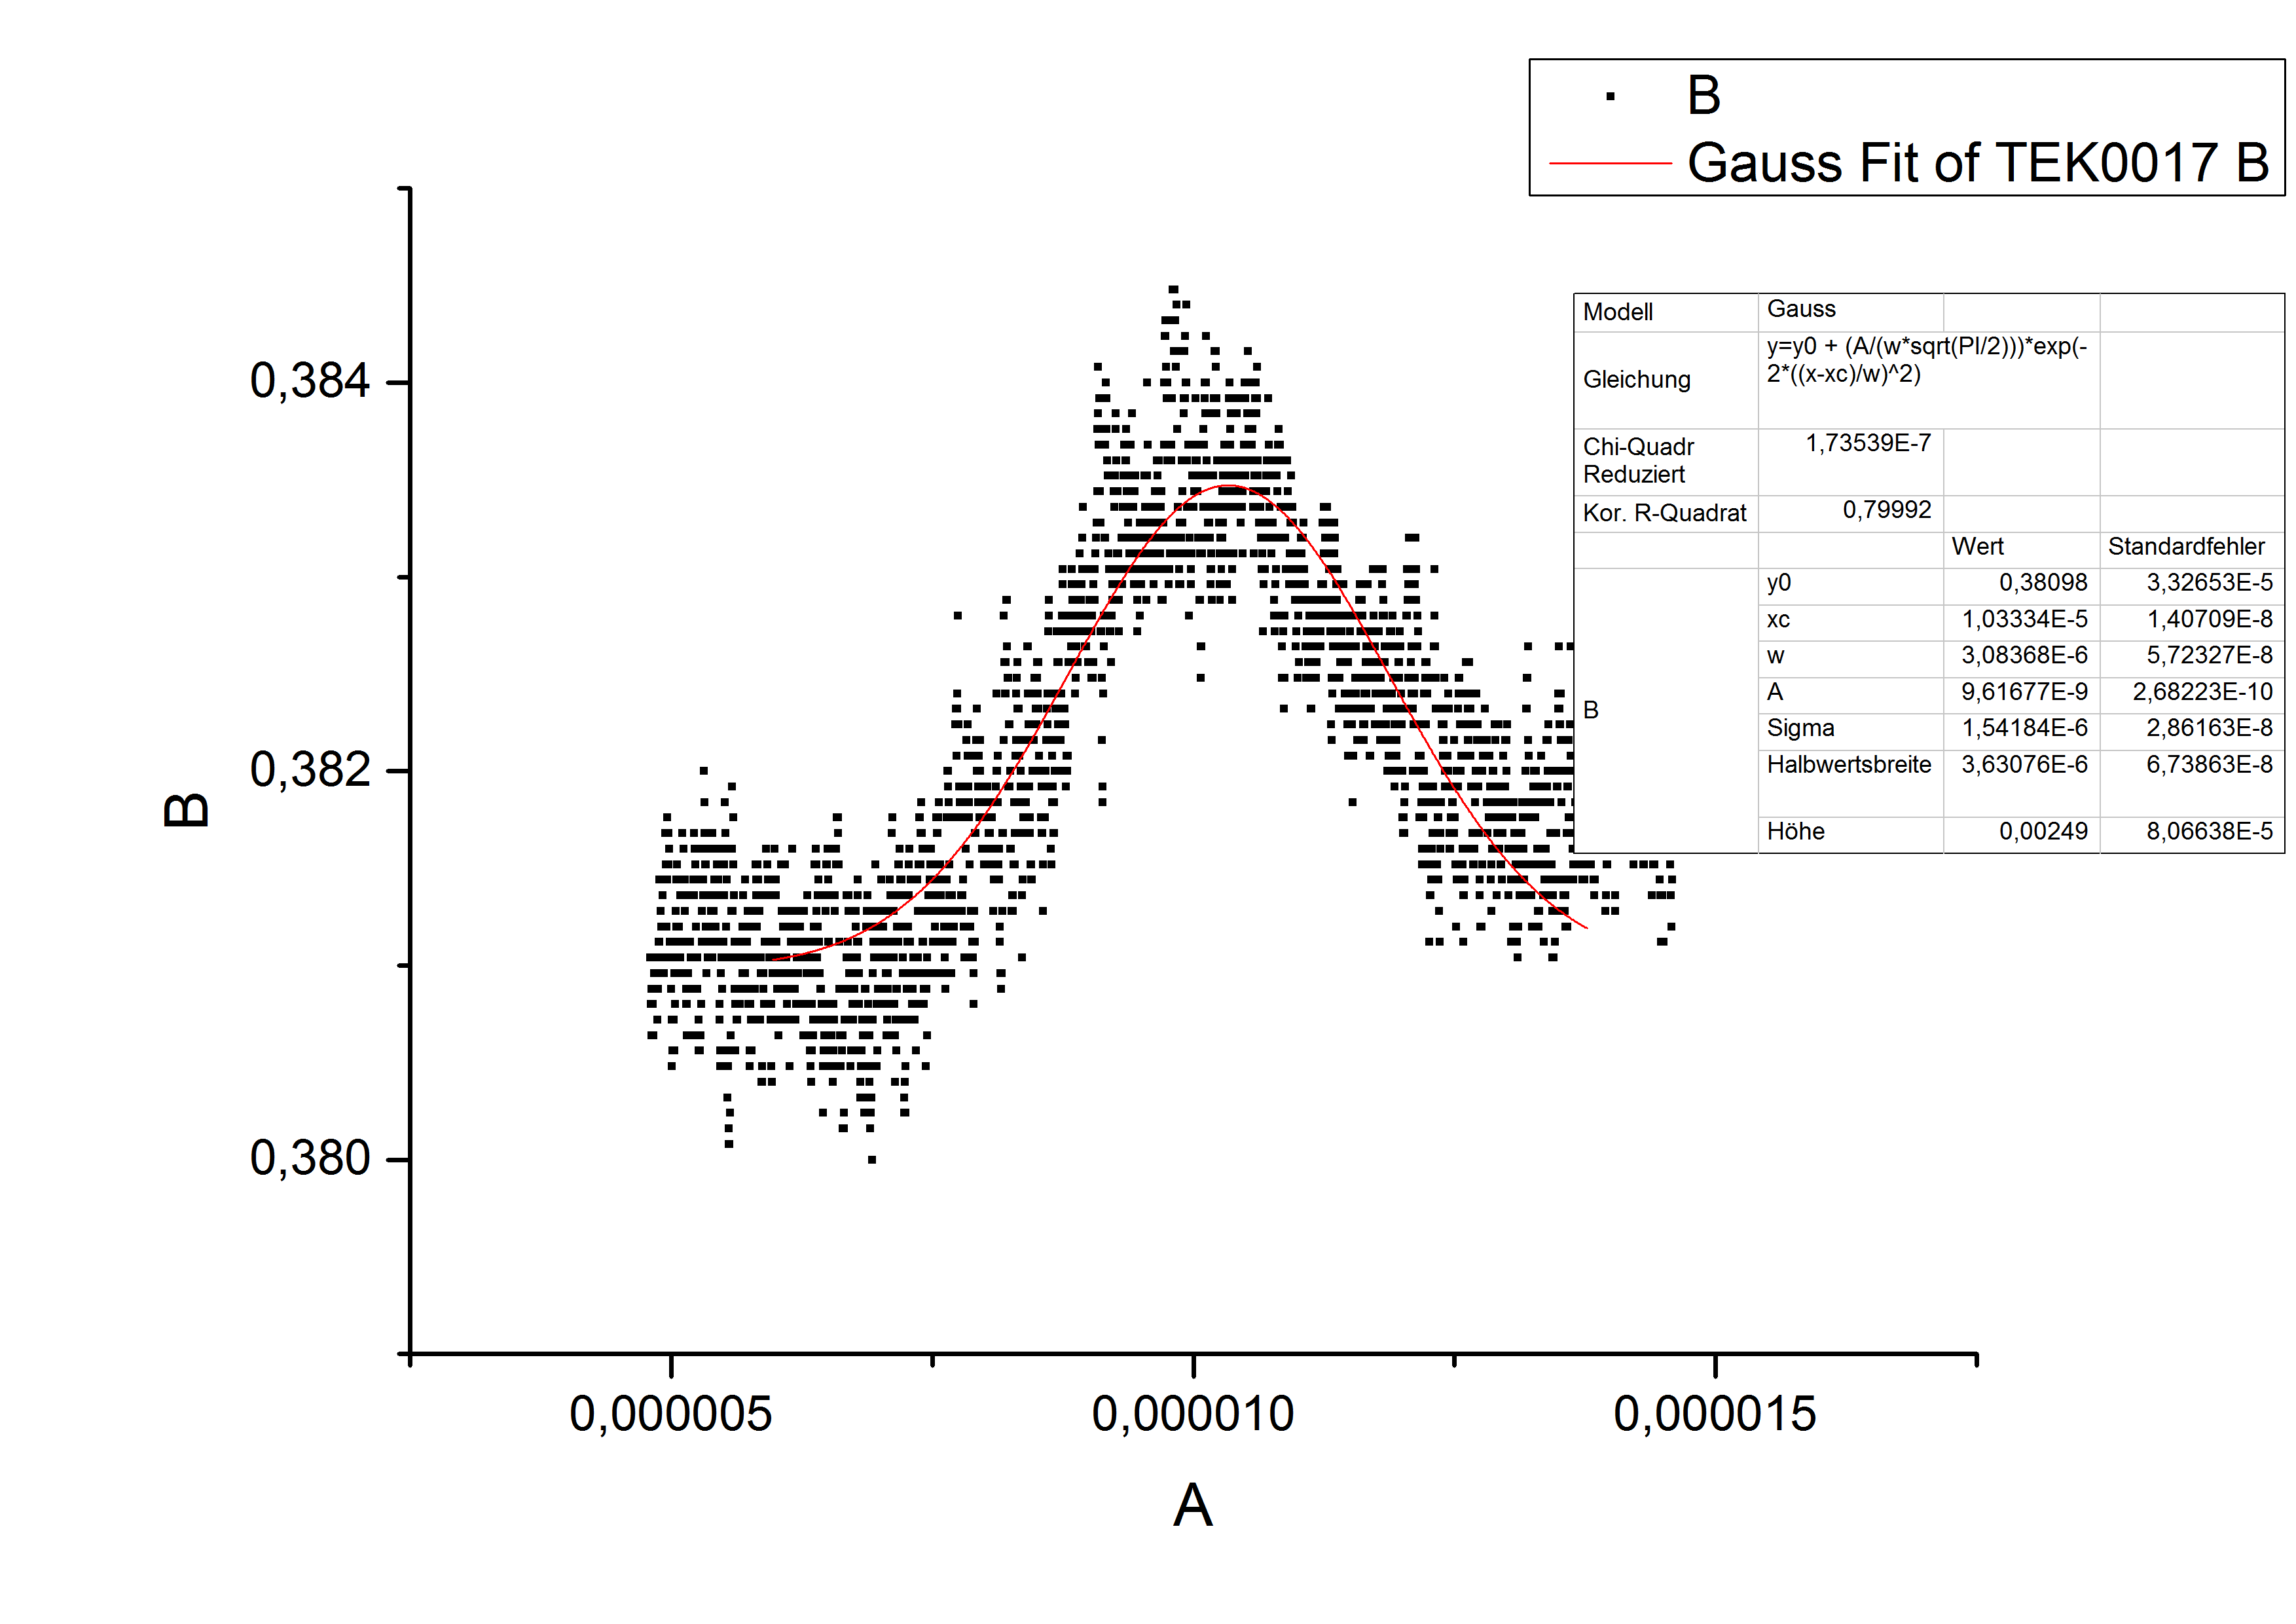 B
Gauss Fit of TEK0017 B
Modell Gauss
Gleichung y=y0 + (A/(w*sqrt(PI/2)))*exp(-
2*((x-xc)/w)^2)
Chi-Quadr
Reduziert 1,73539E-7
Kor. R-Quadrat 0,79992
Wert Standardfehler
B
y0 0,38098 3,32653E-5
xc 1,03334E-5 1,40709E-8
w 3,08368E-6 5,72327E-8
A 9,61677E-9 2,68223E-10
Sigma 1,54184E-6 2,86163E-8
Halbwertsbreite 3,63076E-6 6,73863E-8
Höhe 0,00249 8,06638E-5
0,384
0,382
0,380
B
0,000005 0,000010 0,000015
A